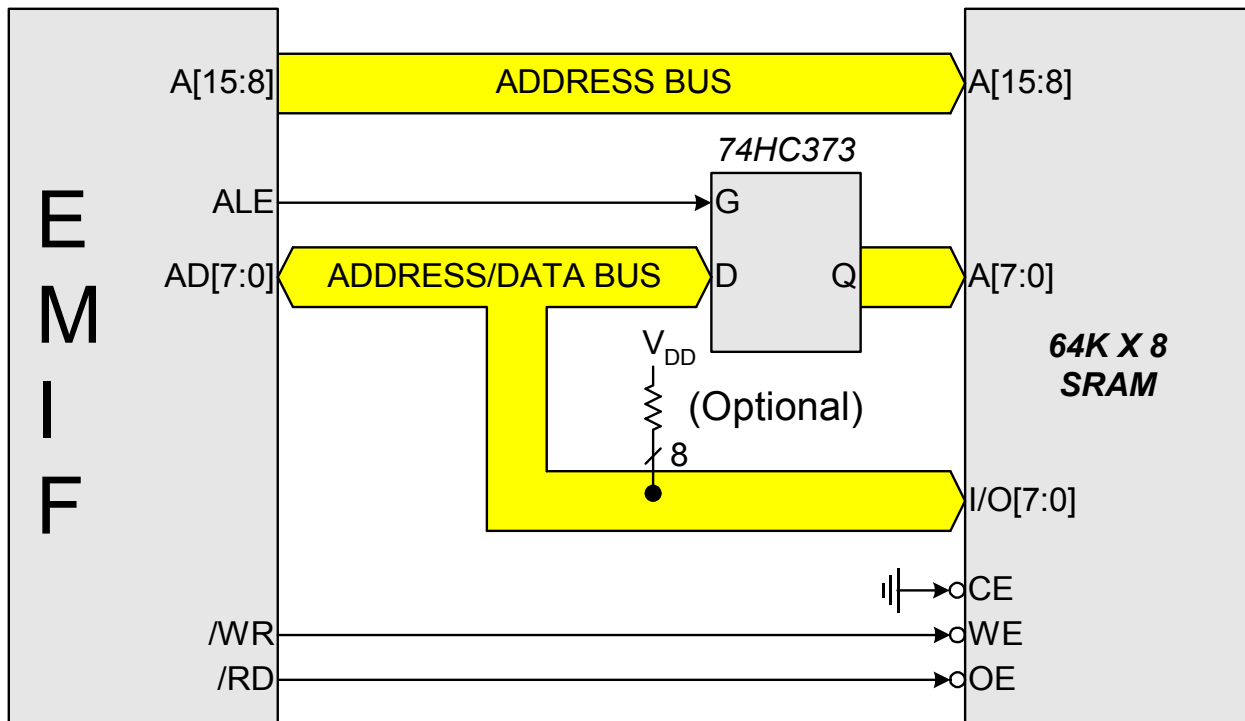 A[15:8]
ADDRESS BUS
A[15:8]
74HC373
ALE
G
AD[7:0]
ADDRESS/DATA BUS
D
Q
A[7:0]
E
M
I
F
VDD
(Optional)
8
64K X 8
SRAM
I/O[7:0]
CE
/WR
WE
/RD
OE